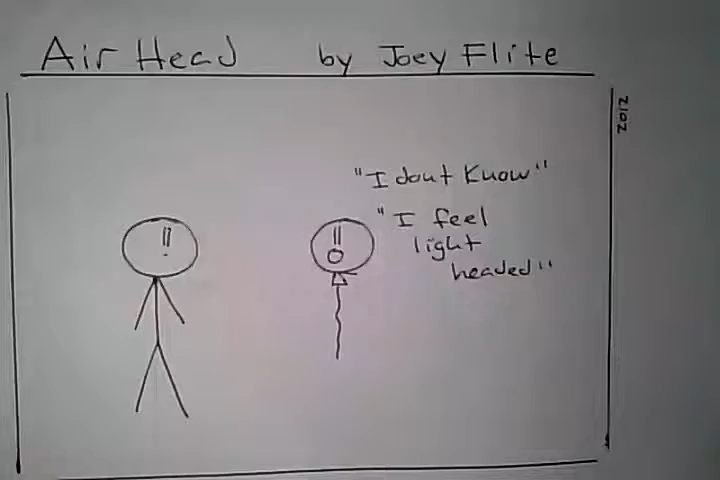 Air Head by Joey Flite
2012
"I dont know"
"I feel
light
headed"